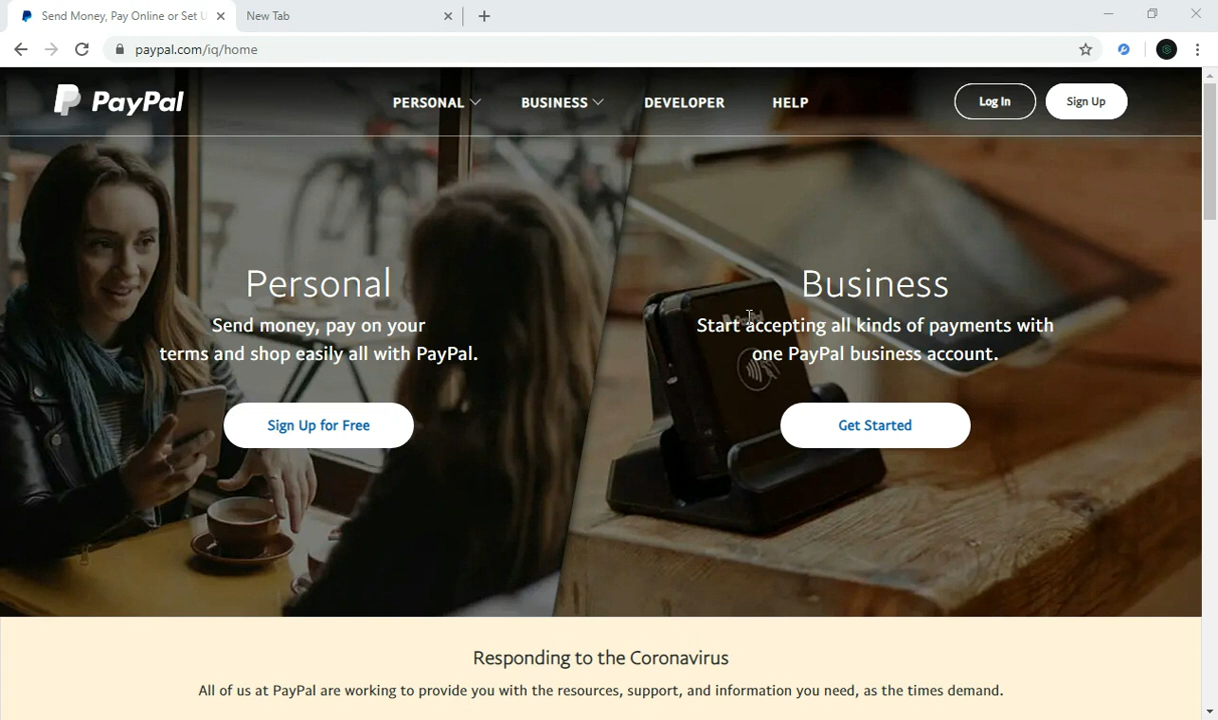 Send Money, Pay Online or Set U
New Tab
paypal.com/iq/home
PayPal
PERSONAL
BUSINESS
DEVELOPER
HELP
Log In
Sign Up
Personal
Send money, pay on your
terms and shop easily all with PayPal.
Sign Up for Free
Business
Start accepting all kinds of payments with
one PayPal business account.
Get Started
Responding to the Coronavirus
All of us at PayPal are working to provide you with the resources, support, and information you need, as the times demand.